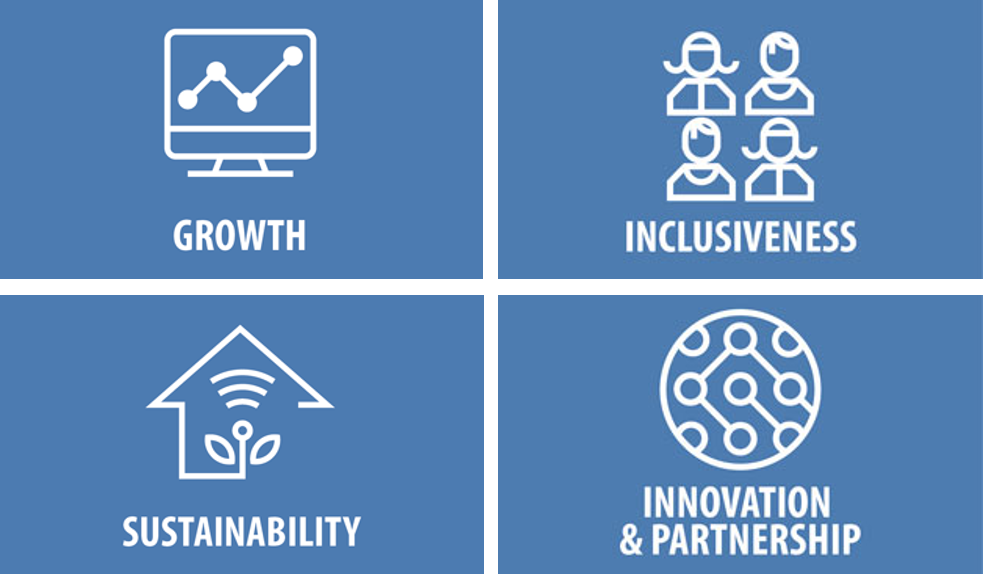 GROWTH
INCLUSIVENESS
SUSTAINABILITY
INNOVATION
& PARTNERSHIP